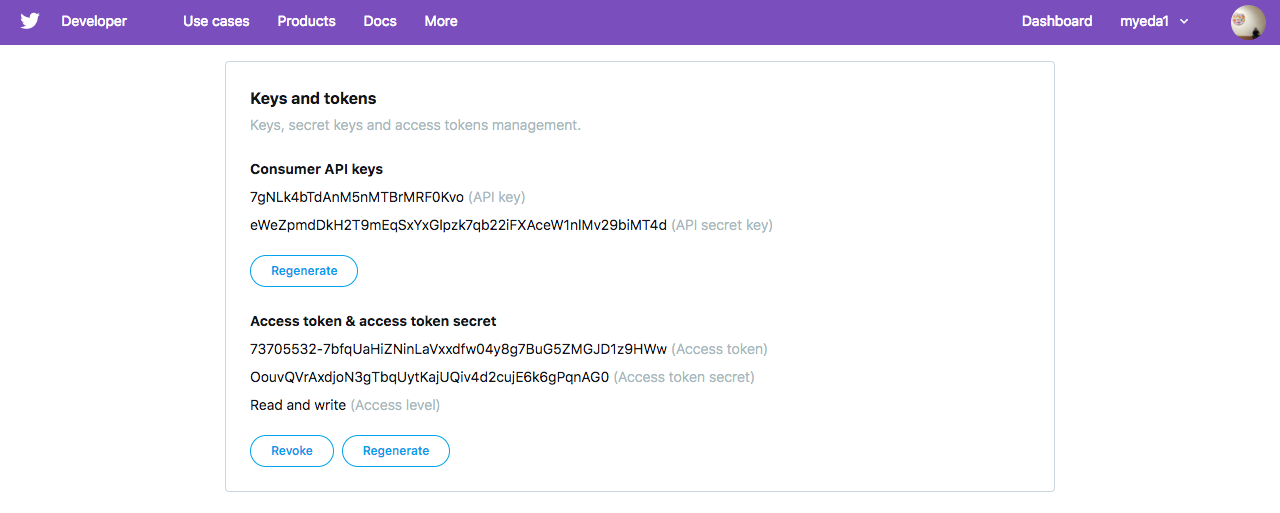 Developer Use cases Products Docs More Dashboard myeda1
Keys and tokens
Keys, secret keys and access tokens management.
Consumer API keys
7gNLk4bTdAnM5nMTBrMRF0Kvo (API key)
eWeZpmdDkH2T9mEqSxYxGlpzk7qb22iFXAceW1nIMv29biMT4d (API secret key)
Regenerate
Access token & access token secret
73705532-7bfqUaHiZNinLaVxxdfw04y8g7BuG5ZMGJD1z9HWw (Access token)
OouvQVrAxdjoN3gTbqUytKajUQiv4d2cujE6k6gPqnAG0 (Access token secret)
Read and write (Access level)
Revoke Regenerate